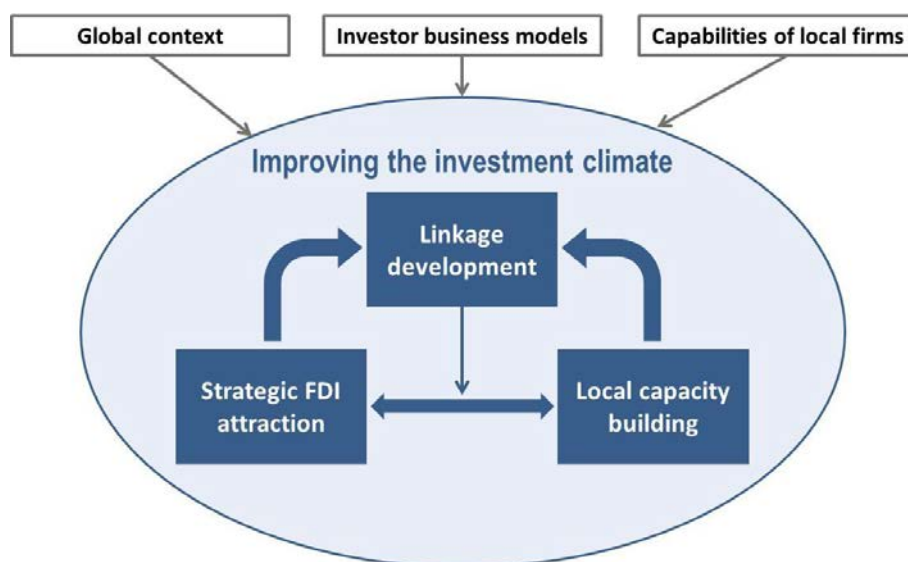 Global context
Investor business models
Capabilities of local firms
Improving the investment climate
Linkage
development
Strategic FDI
attraction
Local capacity
building